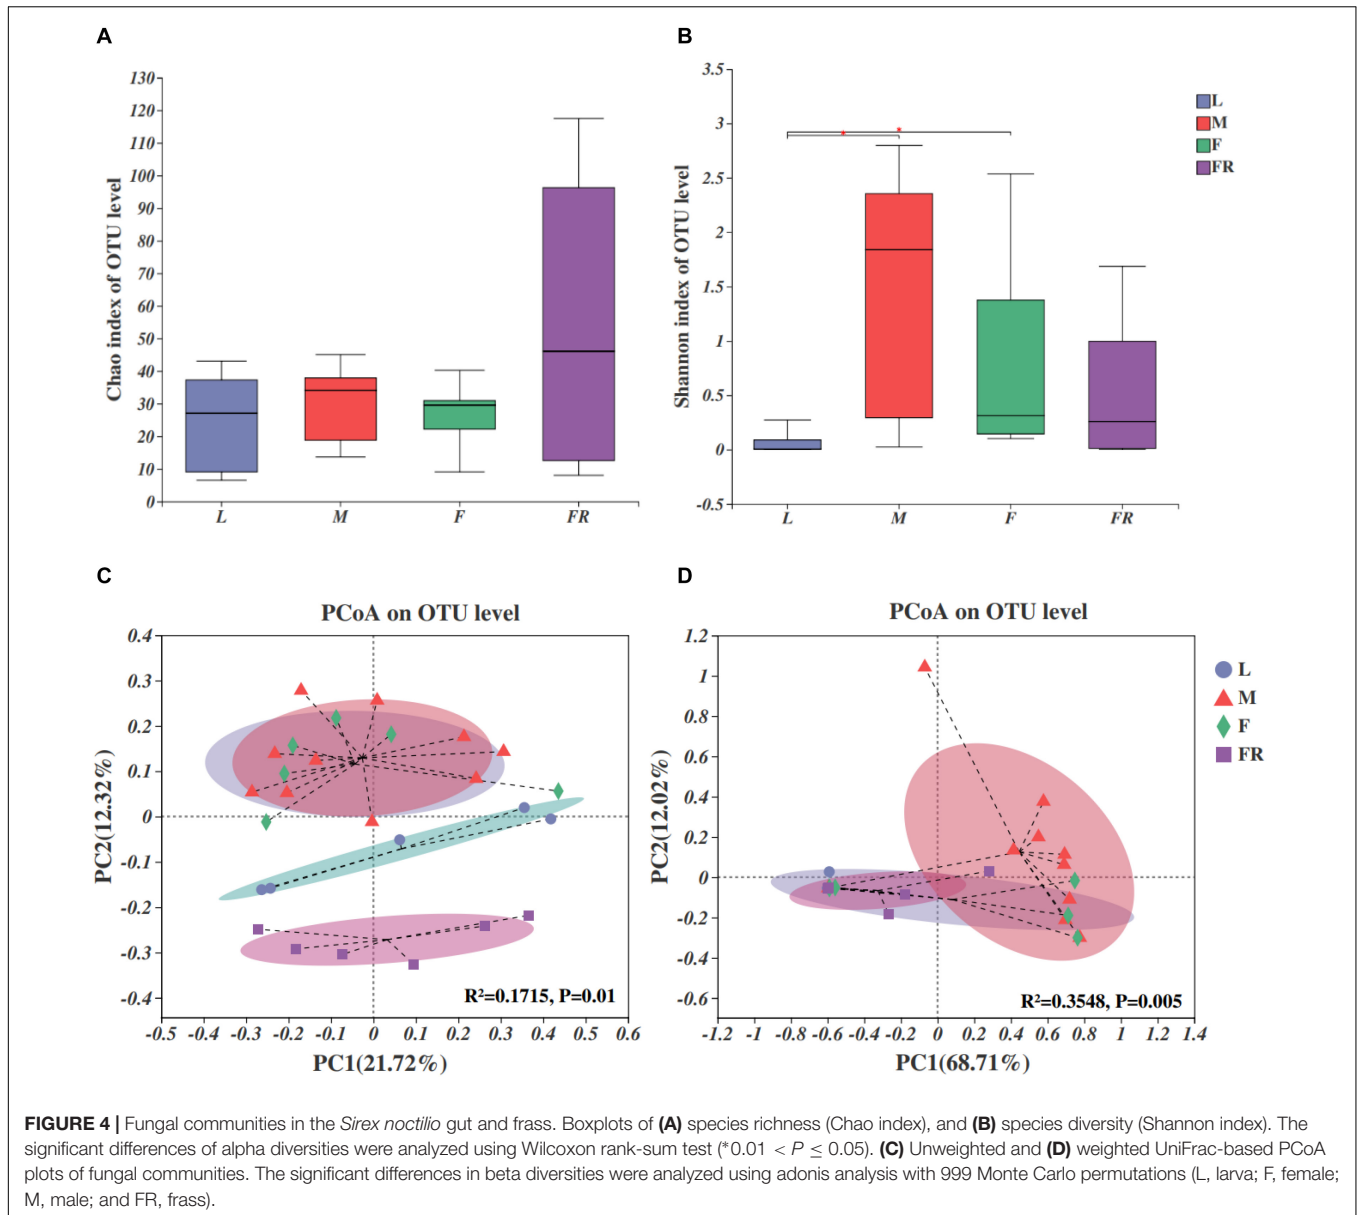 A
Chao index of OTU level
130
120
110
100
90
80
70
60
50
40
30
20
10
0
L M F FR
B
Shannon index of OTU level
3.5
3
2.5
2
1.5
1
0.5
0
-0.5
* *
L M F FR
L
M
F
FR
C
PCoA on OTU level
PC2(12.32%)
0.4
0.3
0.2
0.1
0
-0.1
-0.2
-0.3
-0.4
R²=0.1715, P=0.01
-0.5 -0.4 -0.3 -0.2 -0.1 0 0.1 0.2 0.3 0.4 0.5 0.6
PC1(21.72%)
D
PCoA on OTU level
PC2(12.02%)
1.2
1
0.8
0.6
0.4
0.2
0
-0.2
-0.4
-0.6
R²=0.3548, P=0.005
-1.2 -1 -0.8 -0.6 -0.4 -0.2 0 0.2 0.4 0.6 0.8 1 1.2 1.4
PC1(68.71%)
L
M
F
FR
FIGURE 4 | Fungal communities in the Sirex noctilio gut and frass. Boxplots of (A) species richness (Chao index), and (B) species diversity (Shannon index). The
significant differences of alpha diversities were analyzed using Wilcoxon rank-sum test (*0.01 < P ≤ 0.05). (C) Unweighted and (D) weighted UniFrac-based PCoA
plots of fungal communities. The significant differences in beta diversities were analyzed using adonis analysis with 999 Monte Carlo permutations (L, larva; F, female;
M, male; and FR, frass).